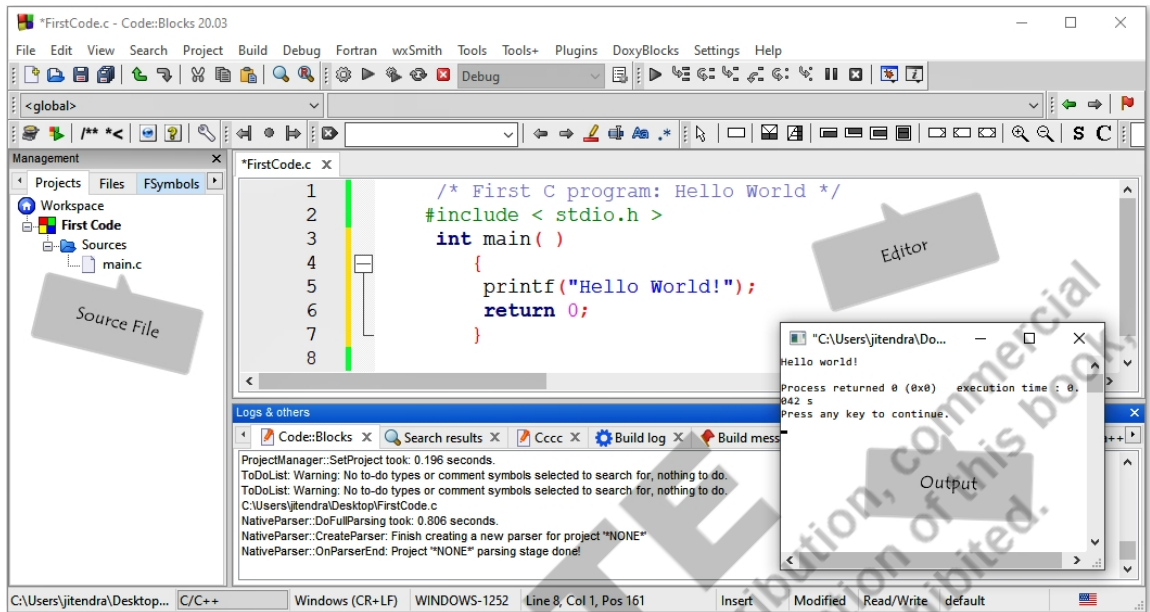 *FirstCode.c - Code::Blocks 20.03
File Edit View Search Project Build Debug Fortran wxSmith Tools Tools+ Plugins DoxyBlocks Settings Help
Debug
<global>
/** *<
.*
S C
Management
Projects Files FSymbols
Workspace
First Code
Sources
main.c
Source File
*FirstCode.c
1 /* First C program: Hello World */
2 #include < stdio.h >
3 int main( )
4 {
5 printf("Hello World!");
6 return 0;
7 }
8
Editor
"C:\Users\jitendra\Do...
Hello world!
Process returned 0 (0x0) execution time : 0.
042 s
Press any key to continue.
Output
Logs & others
Code::Blocks Search results Cccc Build log Build mess
ProjectManager::SetProject took: 0.196 seconds.
ToDoList: Warning: No to-do types or comment symbols selected to search for, nothing to do.
ToDoList: Warning: No to-do types or comment symbols selected to search for, nothing to do.
C:\Users\jitendra\Desktop\FirstCode.c
NativeParser::DoFullParsing took: 0.806 seconds.
NativeParser::CreateParser: Finish creating a new parser for project '*NONE*'
NativeParser::OnParserEnd: Project '*NONE*' parsing stage done!
C:\Users\jitendra\Desktop... C/C++ Windows (CR+LF) WINDOWS-1252 Line 8, Col 1, Pos 161 Insert Modified Read/Write default
commercial
of this book,